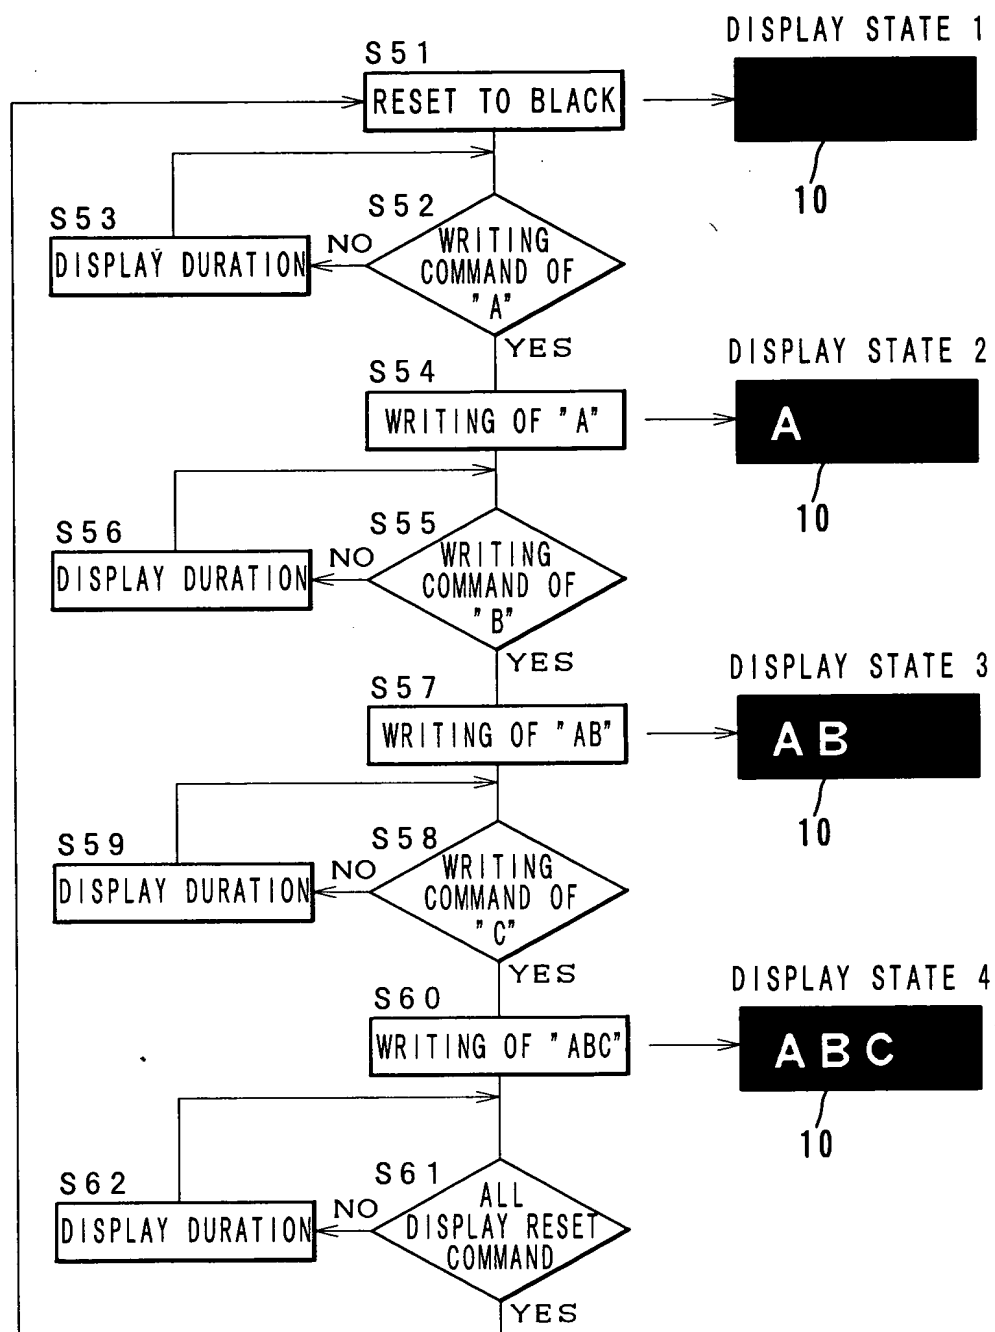 DISPLAY STATE 1
S51
RESET TO BLACK
10
S52
S53
WRITING
COMMAND OF
"A"
NO
DISPLAY DURATION
YES
DISPLAY STATE 2
S54
WRITING OF "A"
A
10
S55
S56
WRITING
COMMAND OF
"B"
NO
DISPLAY DURATION
YES
DISPLAY STATE 3
S57
WRITING OF "AB"
AB
10
S58
S59
WRITING
COMMAND OF
"C"
NO
DISPLAY DURATION
YES
DISPLAY STATE 4
S60
WRITING OF "ABC"
ABC
10
S61
S62
ALL
DISPLAY RESET
COMMAND
NO
DISPLAY DURATION
YES